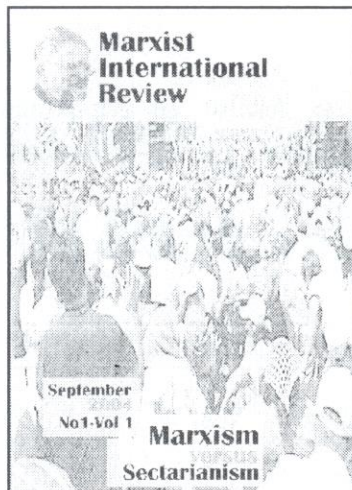 Marxist
International
Review
September
2004
No1-Vol 1
Marxism
VERSUS
Sectarianism